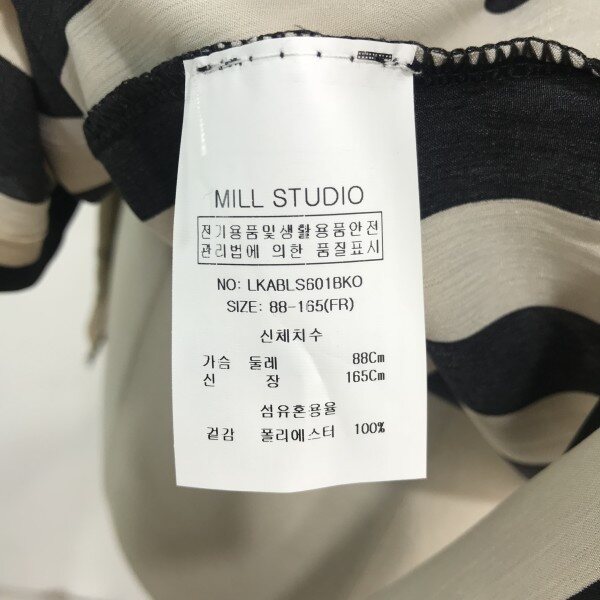 MILL STUDIO
전기용품및생활용품안전
관리법에 의한 품질표시
NO: LKABLS601BKO
SIZE: 88-165(FR)
신체치수
가슴 둘레 88Cm
신 장 165Cm
섬유혼용율
겉감 폴리에스터 100%